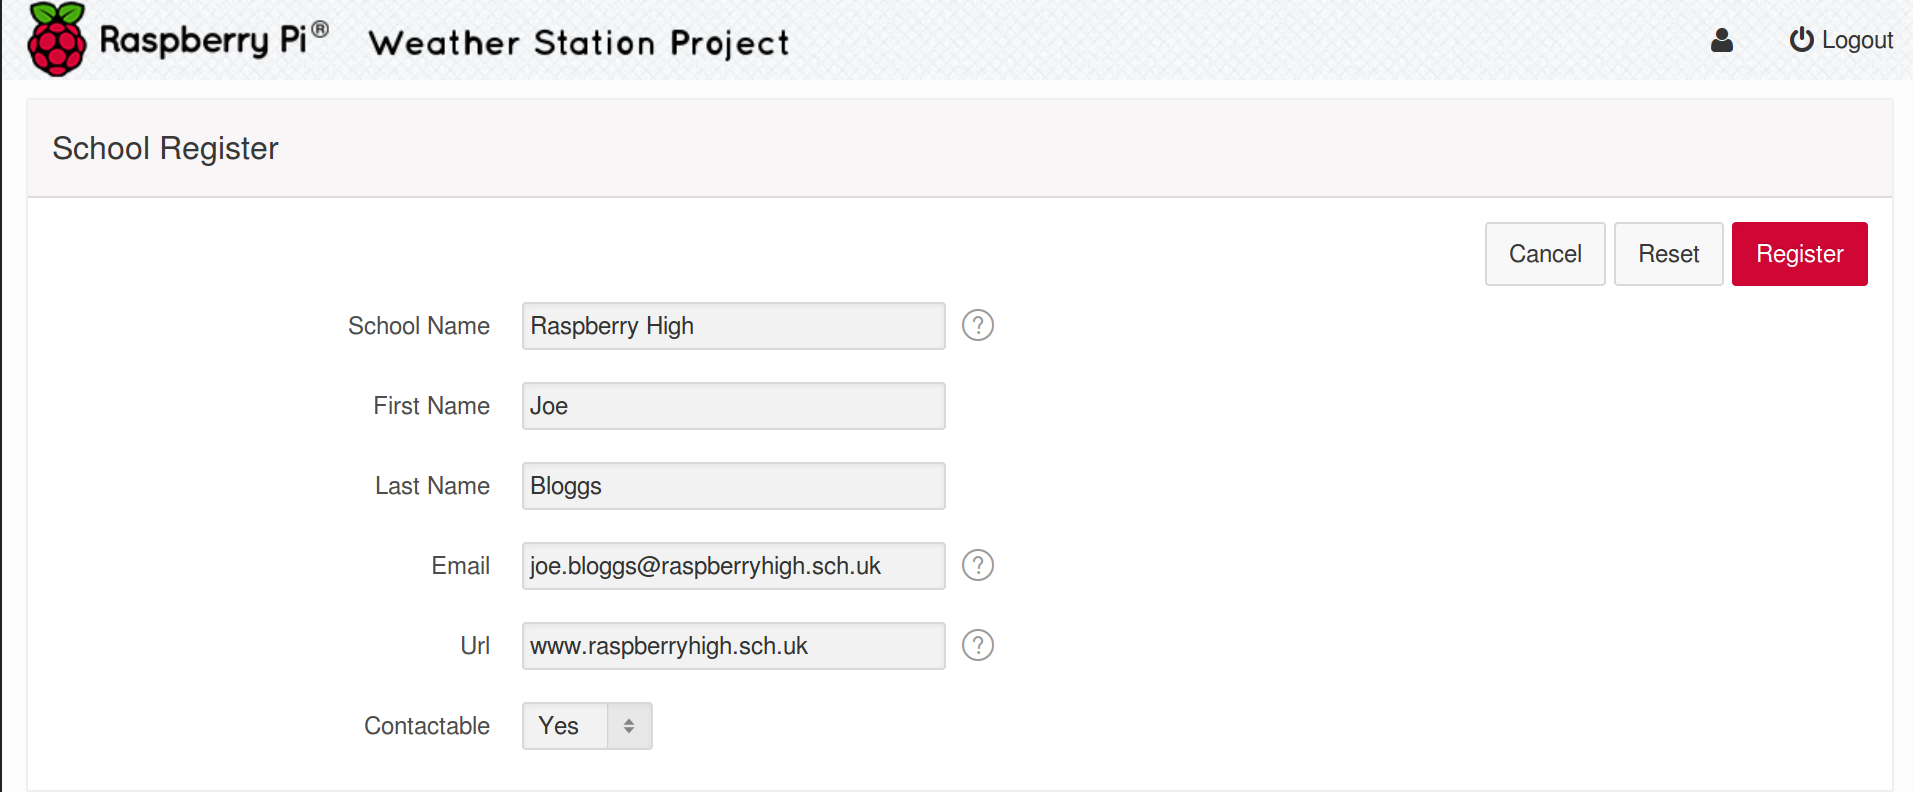 Raspberry Pi® Weather Station Project Logout
School Register
Cancel Reset Register
School Name Raspberry High ?
First Name Joe
Last Name Bloggs
Email joe.bloggs@raspberryhigh.sch.uk ?
Url www.raspberryhigh.sch.uk ?
Contactable Yes